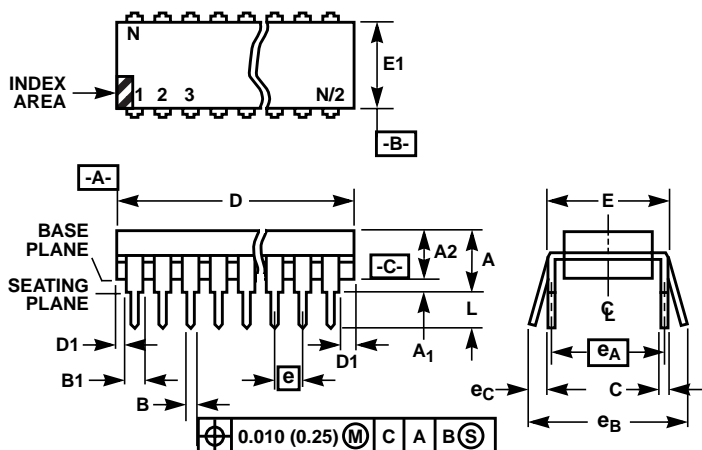 N
E1
INDEX
AREA
1 2 3 N/2
-B-
-A-
D
E
BASE
PLANE
A2
A
-C-
SEATING
PLANE
L
CL
D1
A1
D1
eA
B1
e
eC
C
B
eB
0.010 (0.25) M C A B S